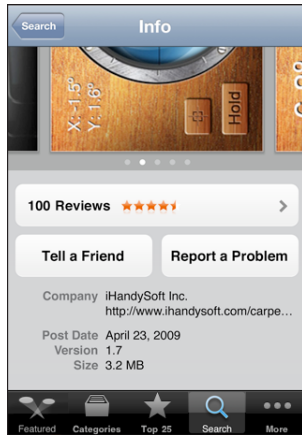 Search
Info
X:-1.5°
Y: 1.6°
Hold
100 Reviews
Tell a Friend
Report a Problem
Company iHandySoft Inc.
http://www.ihandysoft.com/carpe...
Post Date April 23, 2009
Version 1.7
Size 3.2 MB
Featured
Categories
Top 25
Search
More